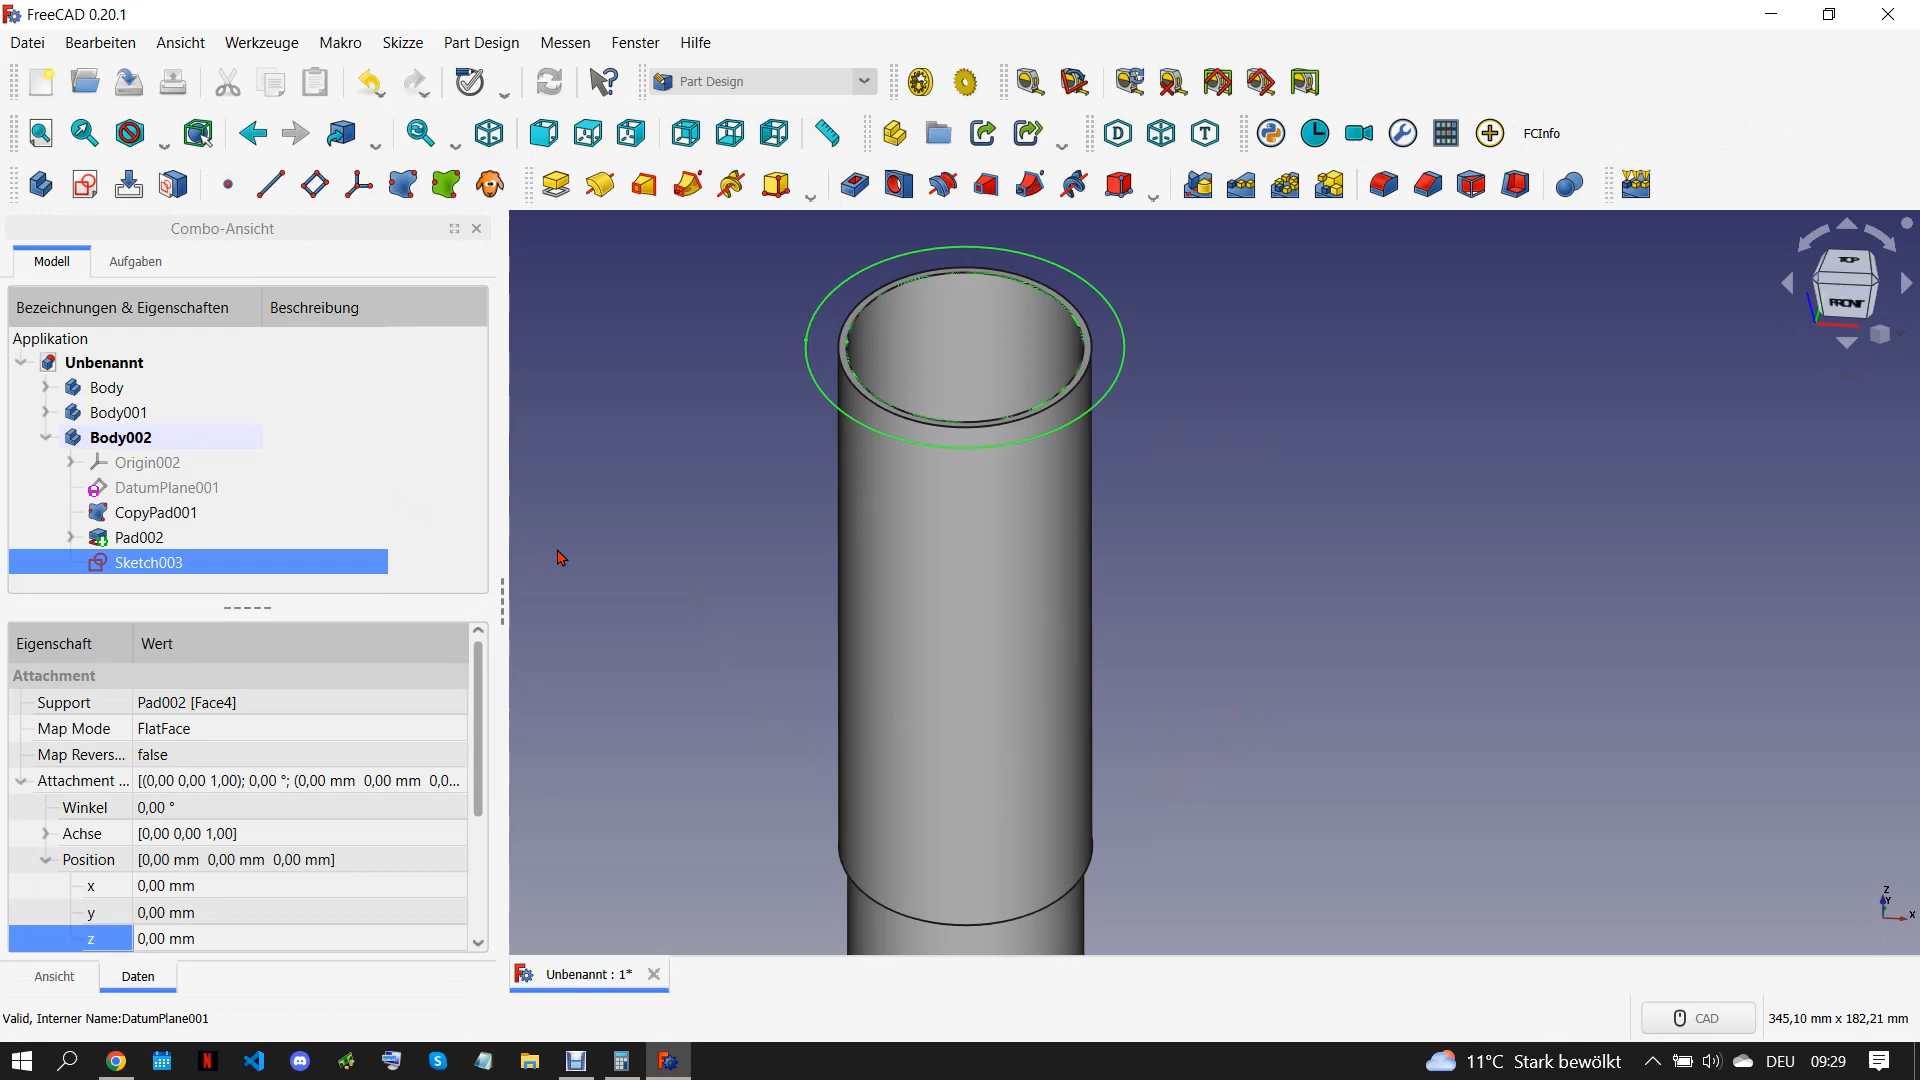 FreeCAD 0.20.1
Datei Bearbeiten Ansicht Werkzeuge Makro Skizze Part Design Messen Fenster Hilfe
Part Design
FCInfo
Combo-Ansicht
Modell Aufgaben
Bezeichnungen & Eigenschaften Beschreibung
Applikation
Unbenannt
Body
Body001
Body002
Origin002
DatumPlane001
CopyPad001
Pad002
Sketch003
Eigenschaft Wert
Attachment
Support Pad002 [Face4]
Map Mode FlatFace
Map Revers... false
Attachment ... [(0,00 0,00 1,00); 0,00 °; (0,00 mm 0,00 mm 0,0...
Winkel 0,00 °
Achse [0,00 0,00 1,00]
Position [0,00 mm 0,00 mm 0,00 mm]
x 0,00 mm
y 0,00 mm
z 0,00 mm
Ansicht Daten
TOP
FRONT
Z
Y
X
Unbenannt : 1*
Valid, Interner Name:DatumPlane001
CAD 345,10 mm x 182,21 mm
11°C Stark bewölkt DEU 09:29